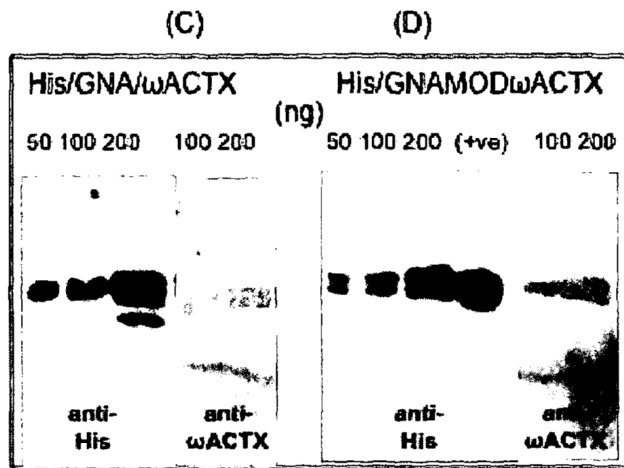 (C) (D)
His/GNA/ωACTX His/GNAMODωACTX
(ng)
50 100 200 100 200 50 100 200 (+ve) 100 200
anti- anti- anti- anti-
His ωACTX His ωACTX